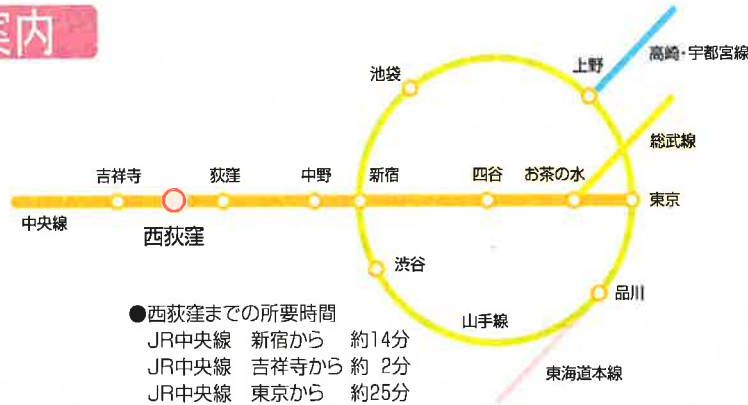 案内
池袋
上野
高崎・宇都宮線
総武線
吉祥寺
荻窪
中野
新宿
四谷
お茶の水
東京
中央線
西荻窪
渋谷
品川
山手線
東海道本線
●西荻窪までの所要時間
JR中央線 新宿から 約14分
JR中央線 吉祥寺から 約 2分
JR中央線 東京から 約25分